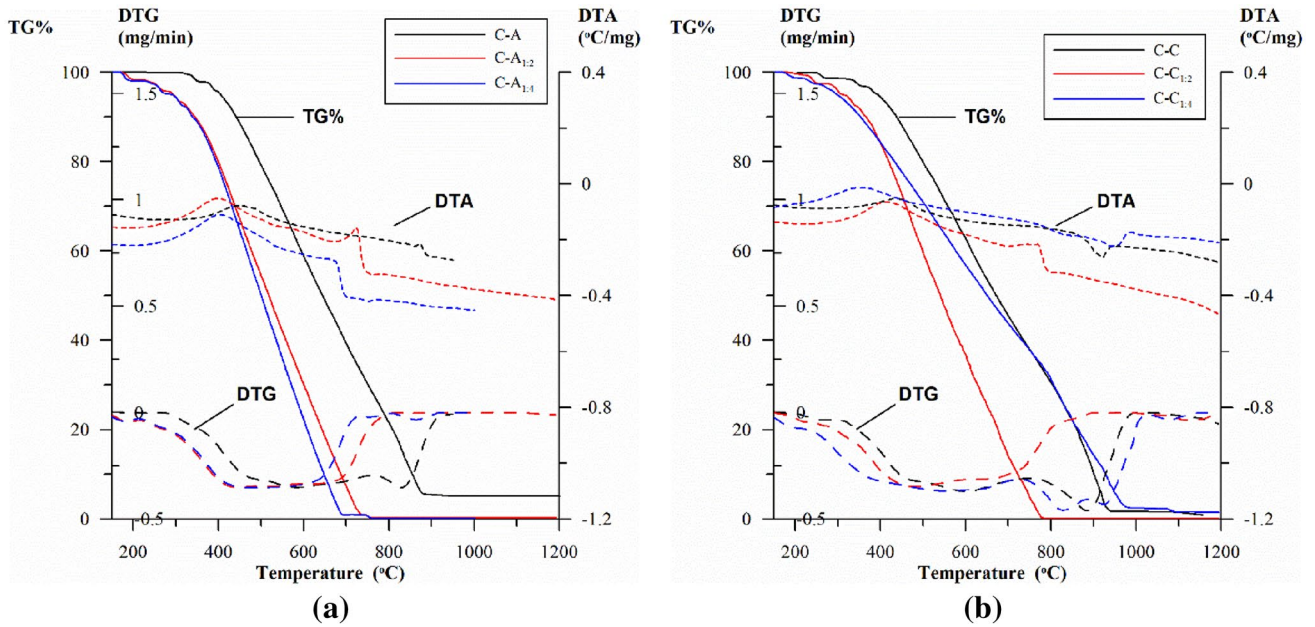 TG%
DTG
(mg/min)
DTA
(°C/mg)
C-A
C-A1:2
C-A1:4
100
80
60
40
20
0
1.5
1
0.5
0
-0.5
0.4
0
-0.4
-0.8
-1.2
TG%
DTA
DTG
200 400 600 800 1000 1200
Temperature (°C)
(a)
TG%
DTG
(mg/min)
DTA
(°C/mg)
C-C
C-C1:2
C-C1:4
100
80
60
40
20
0
1.5
1
0.5
0
-0.5
0.4
0
-0.4
-0.8
-1.2
TG%
DTA
DTG
200 400 600 800 1000 1200
Temperature (°C)
(b)